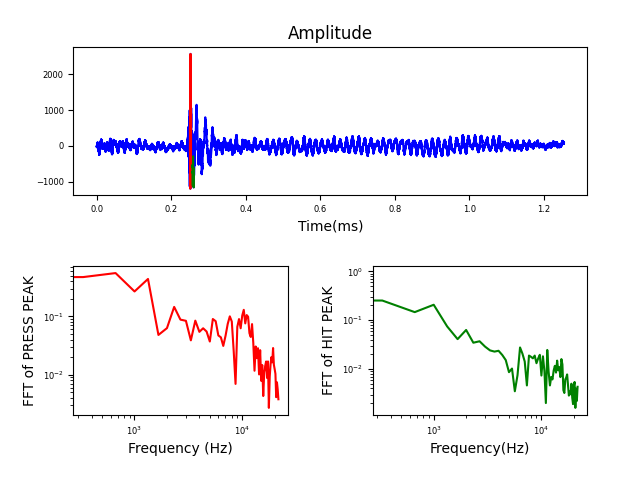 Amplitude
2000
1000
0
−1000
0.0 0.2 0.4 0.6 0.8 1.0 1.2
Time(ms)
FFT of PRESS PEAK
10⁻¹
10⁻²
10³ 10⁴
Frequency (Hz)
FFT of HIT PEAK
10⁰
10⁻¹
10⁻²
10³ 10⁴
Frequency(Hz)